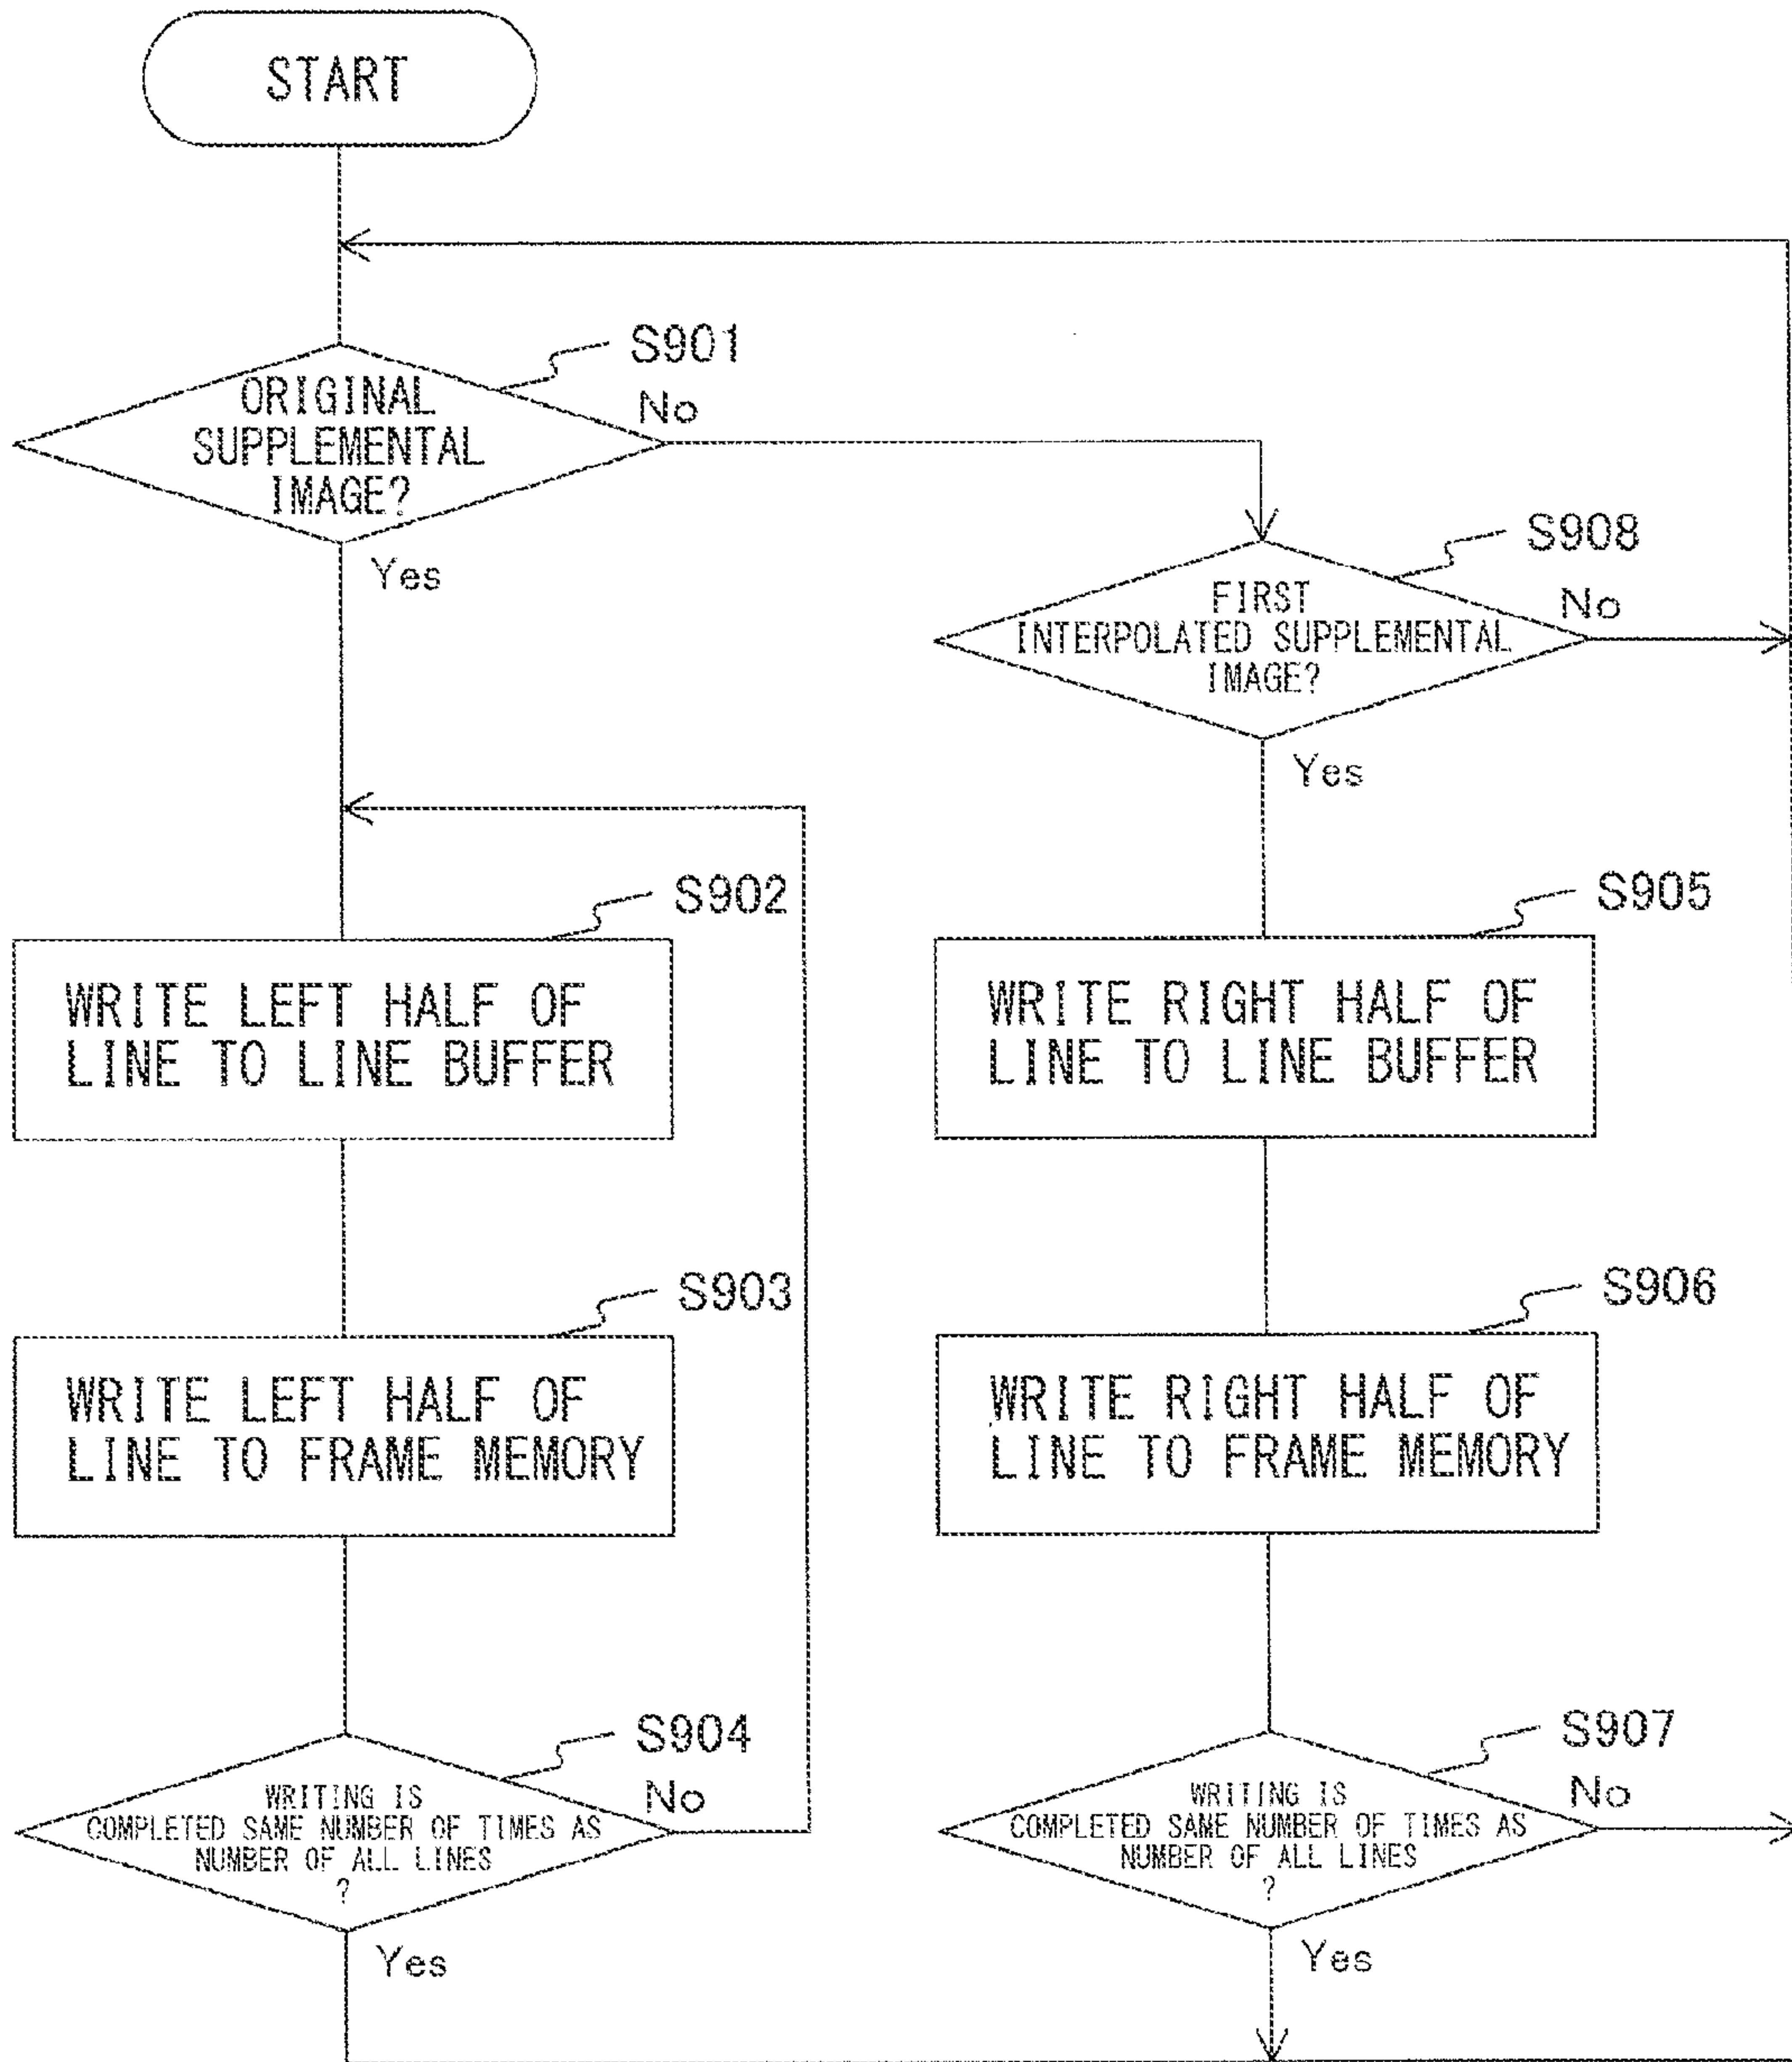 START
S901
ORIGINAL
SUPPLEMENTAL
IMAGE?
No
Yes
S908
FIRST
INTERPOLATED SUPPLEMENTAL
IMAGE?
No
Yes
S902
WRITE LEFT HALF OF
LINE TO LINE BUFFER
S905
WRITE RIGHT HALF OF
LINE TO LINE BUFFER
S903
WRITE LEFT HALF OF
LINE TO FRAME MEMORY
S906
WRITE RIGHT HALF OF
LINE TO FRAME MEMORY
S904
WRITING IS
COMPLETED SAME NUMBER OF TIMES AS
NUMBER OF ALL LINES
?
No
Yes
S907
WRITING IS
COMPLETED SAME NUMBER OF TIMES AS
NUMBER OF ALL LINES
?
No
Yes